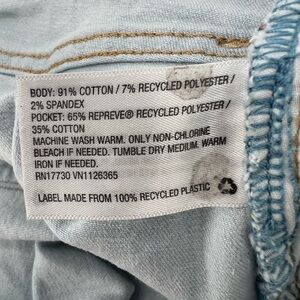 BODY: 91% COTTON / 7% RECYCLED POLYESTER /
2% SPANDEX
POCKET: 65% REPREVE® RECYCLED POLYESTER /
35% COTTON
MACHINE WASH WARM. ONLY NON-CHLORINE
BLEACH IF NEEDED. TUMBLE DRY MEDIUM. WARM
IRON IF NEEDED.
RN17730 VN1126365
LABEL MADE FROM 100% RECYCLED PLASTIC